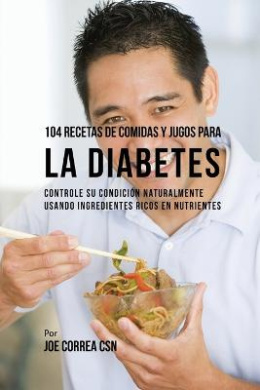 104 RECETAS DE COMIDAS Y JUGOS PARA
LA DIABETES
CONTROLE SU CONDICIÓN NATURALMENTE
USANDO INGREDIENTES RICOS EN NUTRIENTES
Por
JOE CORREA CSN